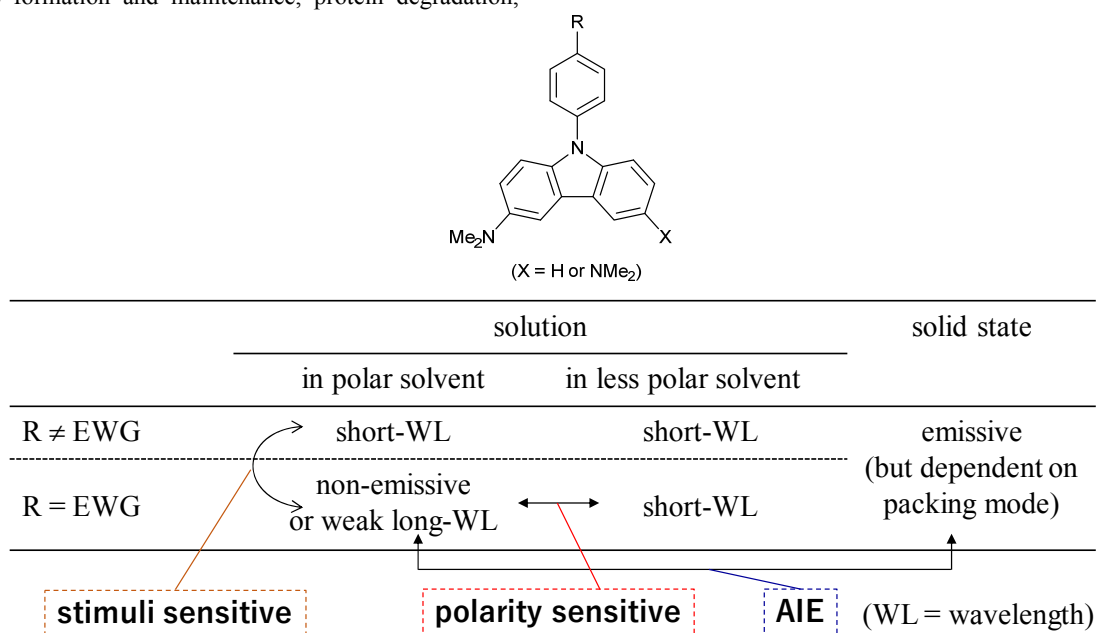 formation and maintenance, protein degradation,
R
N
Me2N
X
(X = H or NMe2)
solution
solid state
in polar solvent
in less polar solvent
R ≠ EWG
short-WL
short-WL
emissive
(but dependent on
packing mode)
R = EWG
non-emissive
or weak long-WL
short-WL
stimuli sensitive
polarity sensitive
AIE
(WL = wavelength)